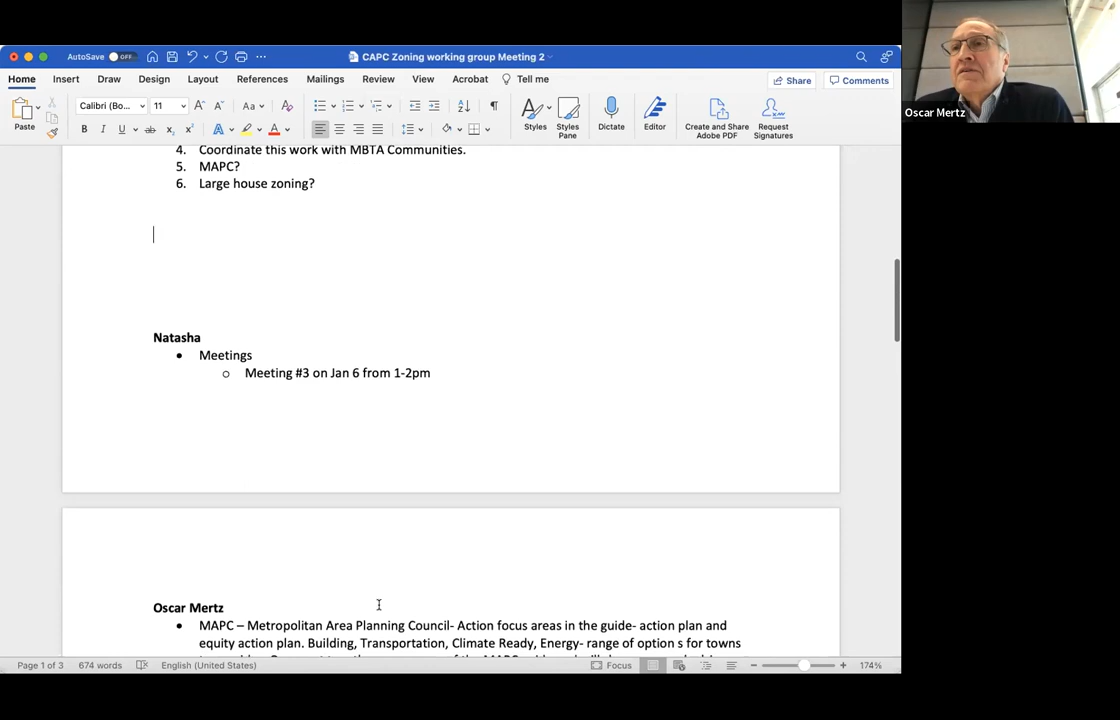 AutoSave OFF
CAPC Zoning working group Meeting 2
Home Insert Draw Design Layout References Mailings Review View Acrobat Tell me
Share Comments
Paste
Calibri (Bo... 11
Styles
Styles Pane
Dictate
Editor
Create and Share Adobe PDF
Request Signatures
4. Coordinate this work with MBTA Communities.
5. MAPC?
6. Large house zoning?
Natasha
• Meetings
o Meeting #3 on Jan 6 from 1-2pm
Oscar Mertz
• MAPC – Metropolitan Area Planning Council- Action focus areas in the guide- action plan and
equity action plan. Building, Transportation, Climate Ready, Energy- range of option s for towns
Page 1 of 3 674 words English (United States) Focus 174%
Oscar Mertz